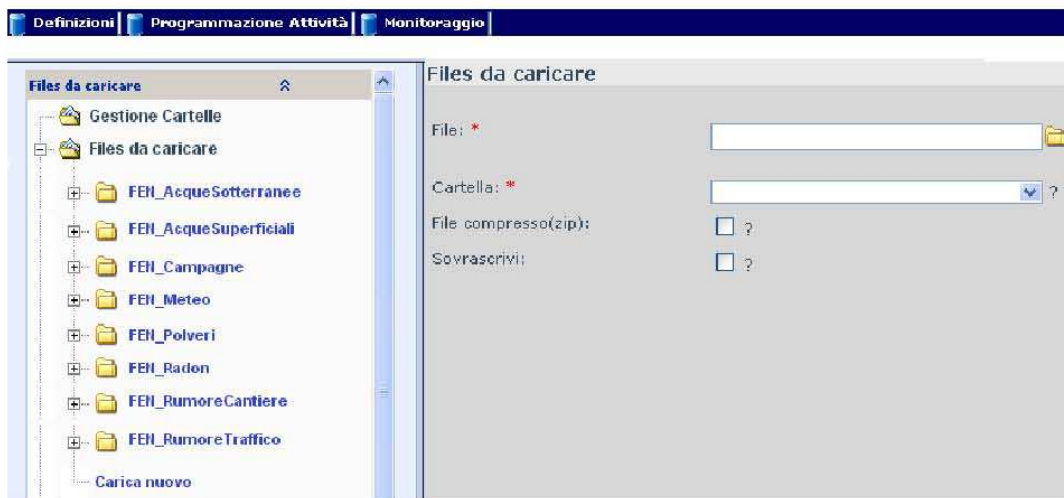 Definizioni Programmazione Attività Monitoraggio
Files da caricare
Gestione Cartelle
Files da caricare
FEN_AcqueSotterranee
FEN_AcqueSuperficiali
FEN_Campagne
FEN_Meteo
FEN_Polveri
FEN_Radon
FEN_RumoreCantiere
FEN_RumoreTraffico
Carica nuovo
Files da caricare
File: *
Cartella: * ?
File compresso(zip): ?
Sovrascrivi: ?